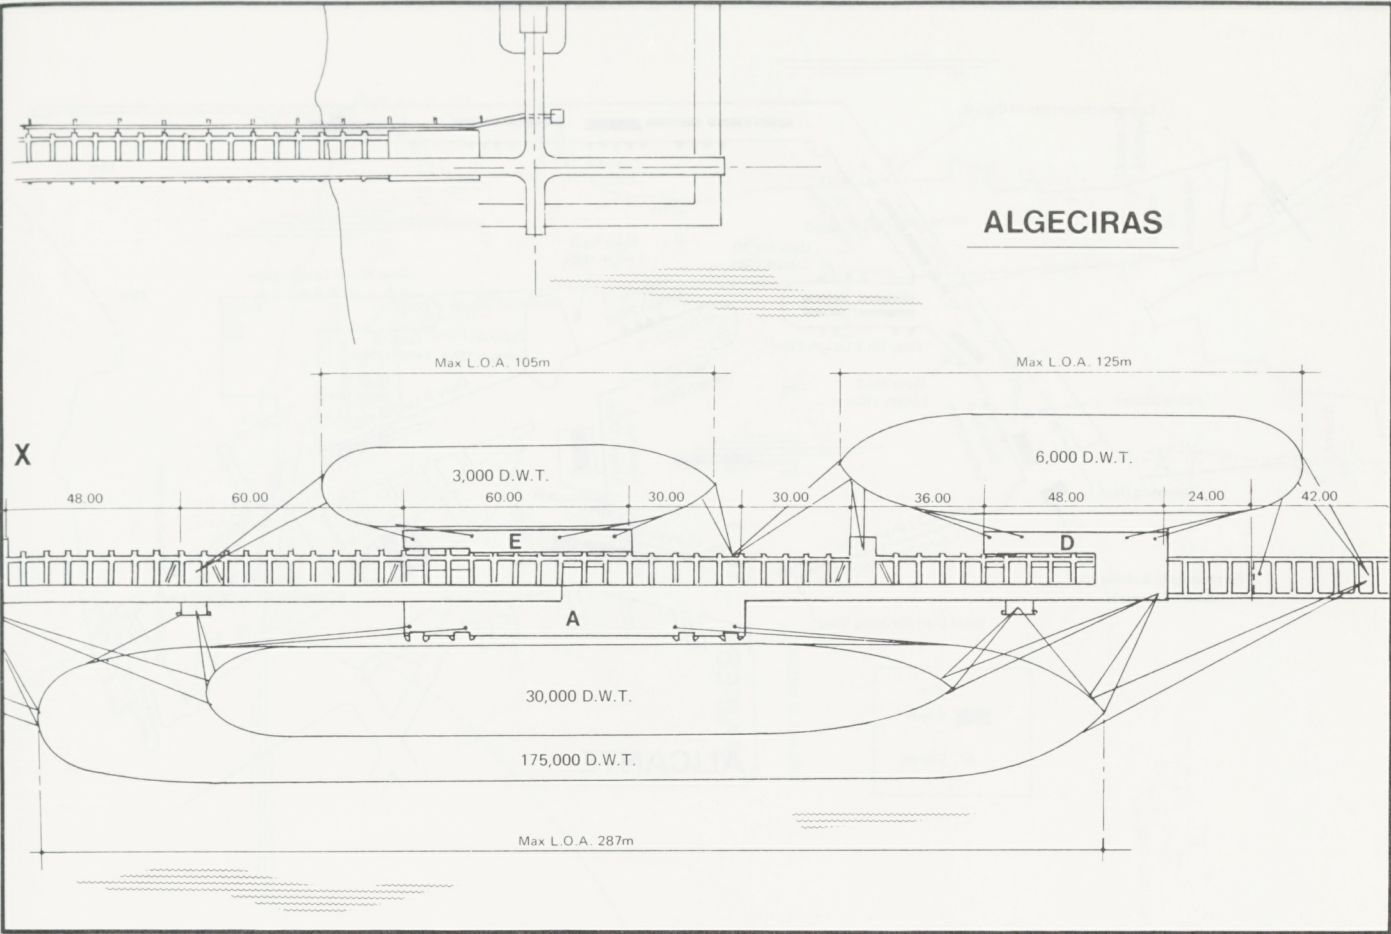 ALGECIRAS
Max L.O.A. 105m
Max L.O.A. 125m
X
3,000 D.W.T.
6,000 D.W.T.
48.00
60.00
60.00
30.00
30.00
36.00
48.00
24.00
42.00
E
D
A
30,000 D.W.T.
175,000 D.W.T.
Max L.O.A. 287m